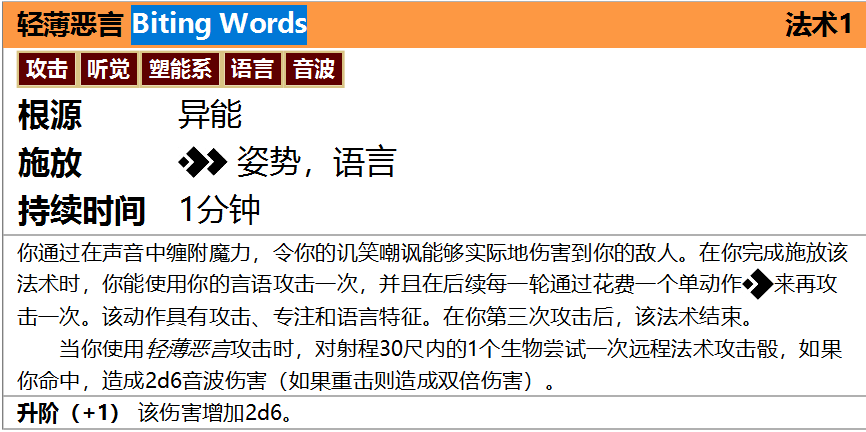 轻薄恶言 Biting Words 法术1
攻击 听觉 塑能系 语言 音波
根源 异能
施放 姿势，语言
持续时间 1分钟
你通过在声音中缠附魔力，令你的讥笑嘲讽能够实际地伤害到你的敌人。在你完成施放该
法术时，你能使用你的言语攻击一次，并且在后续每一轮通过花费一个单动作来再攻
击一次。该动作具有攻击、专注和语言特征。在你第三次攻击后，该法术结束。
当你使用轻薄恶言攻击时，对射程30尺内的1个生物尝试一次远程法术攻击骰，如果
你命中，造成2d6音波伤害（如果重击则造成双倍伤害）。
升阶（+1） 该伤害增加2d6。